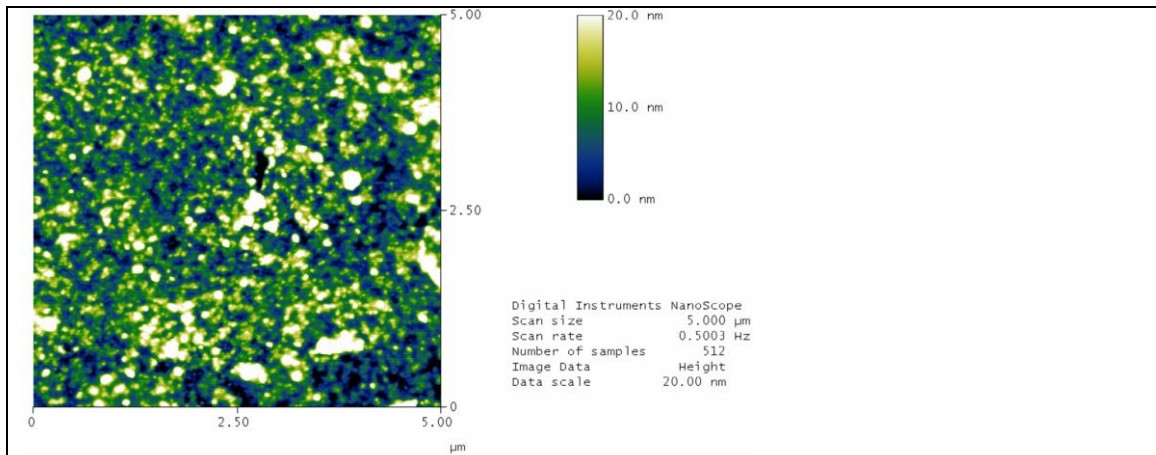 5.00
20.0 nm
10.0 nm
0.0 nm
2.50
0
0
2.50
5.00
µm
Digital Instruments NanoScope
Scan size 5.000 µm
Scan rate 0.5003 Hz
Number of samples 512
Image Data Height
Data scale 20.00 nm